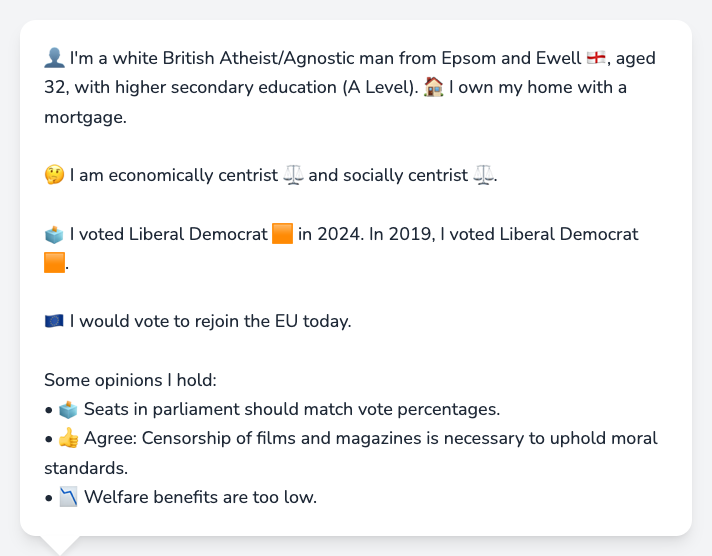 👤 I'm a white British Atheist/Agnostic man from Epsom and Ewell 🏴󠁧󠁢󠁥󠁮󠁧󠁿, aged
32, with higher secondary education (A Level). 🏠 I own my home with a
mortgage.
🤔 I am economically centrist ⚖️ and socially centrist ⚖️.
🗳️ I voted Liberal Democrat 🟧 in 2024. In 2019, I voted Liberal Democrat
🟧.
🇪🇺 I would vote to rejoin the EU today.
Some opinions I hold:
• 🗳️ Seats in parliament should match vote percentages.
• 👍 Agree: Censorship of films and magazines is necessary to uphold moral
standards.
• 📉 Welfare benefits are too low.